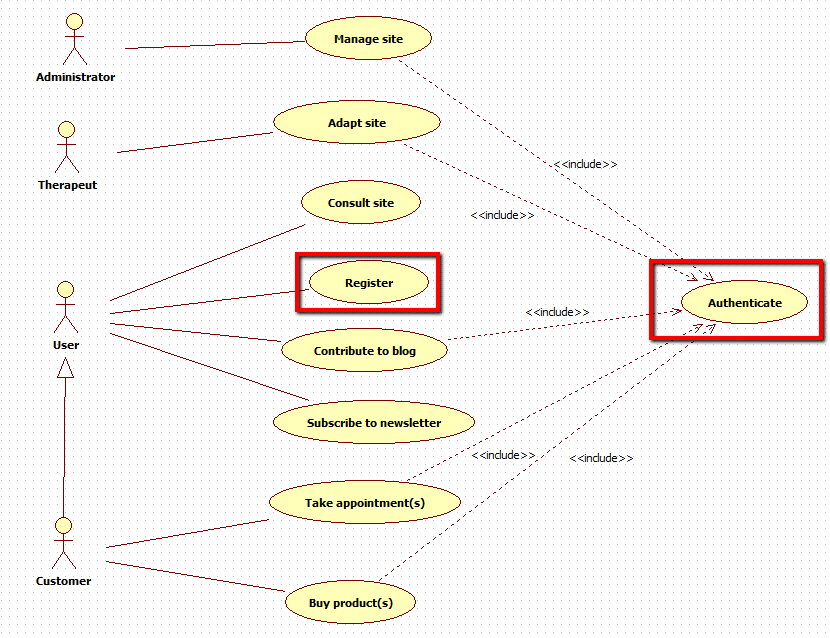 Manage site
Administrator
Adapt site
<<include>>
Therapeut
Consult site
<<include>>
Register
Authenticate
<<include>>
User
Contribute to blog
Subscribe to newsletter
<<include>>
<<include>>
Take appointment(s)
Customer
Buy product(s)